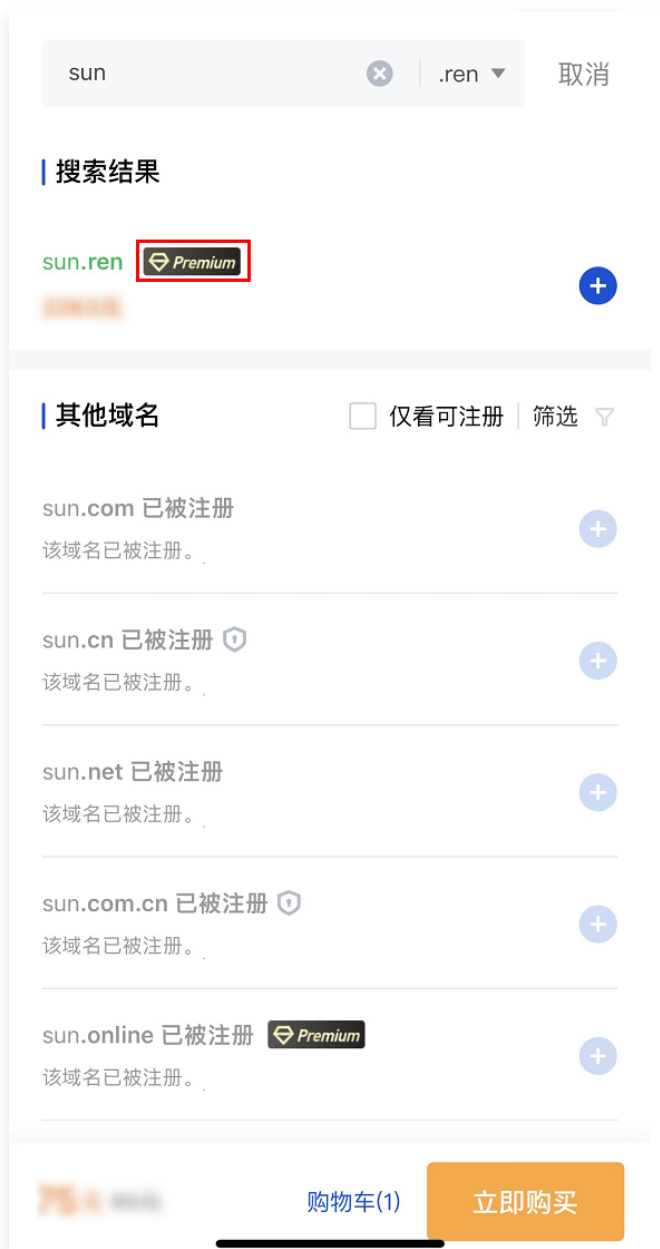 sun .ren 取消
搜索结果
sun.ren Premium
其他域名 仅看可注册 筛选
sun.com 已被注册
该域名已被注册。
sun.cn 已被注册
该域名已被注册。
sun.net 已被注册
该域名已被注册。
sun.com.cn 已被注册
该域名已被注册。
sun.online 已被注册 Premium
该域名已被注册。
购物车(1) 立即购买